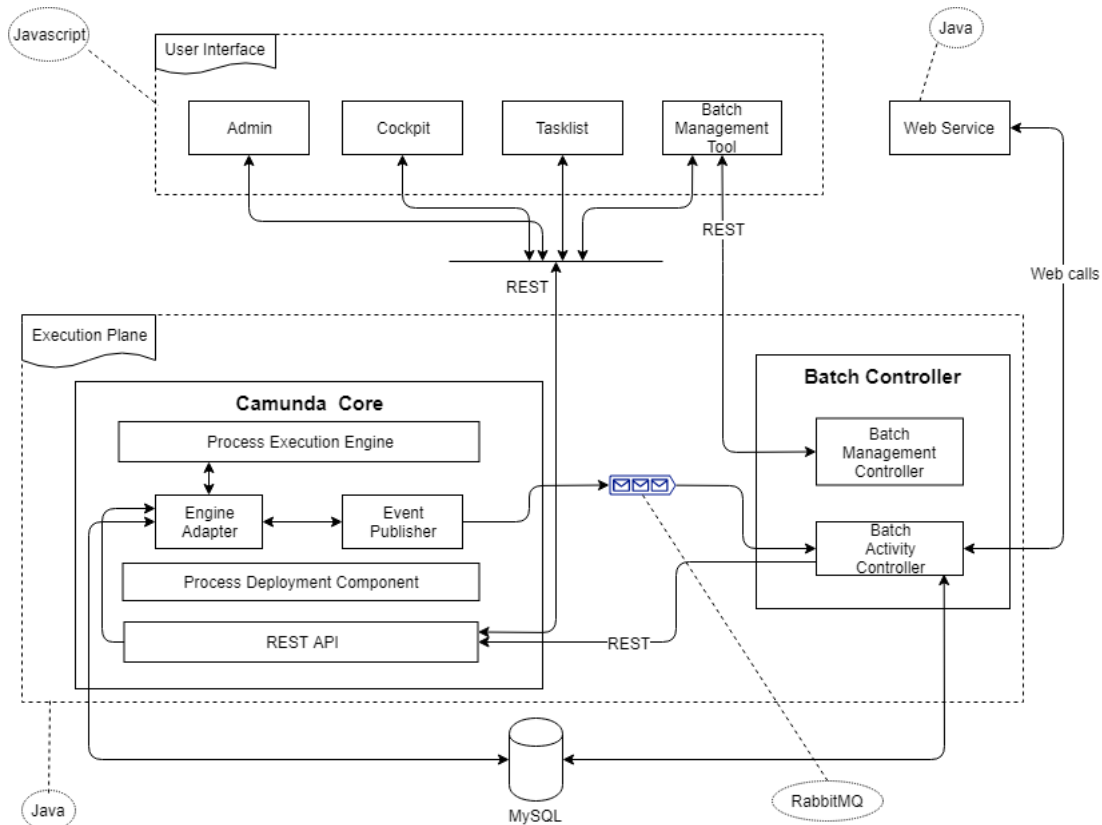 Javascript
User Interface
Java
Admin
Cockpit
Tasklist
Batch
Management
Tool
Web Service
REST
REST
Web calls
Execution Plane
Camunda Core
Batch Controller
Process Execution Engine
Batch
Management
Controller
Engine
Adapter
Event
Publisher
Batch
Activity
Controller
Process Deployment Component
REST API
REST
Java
MySQL
RabbitMQ